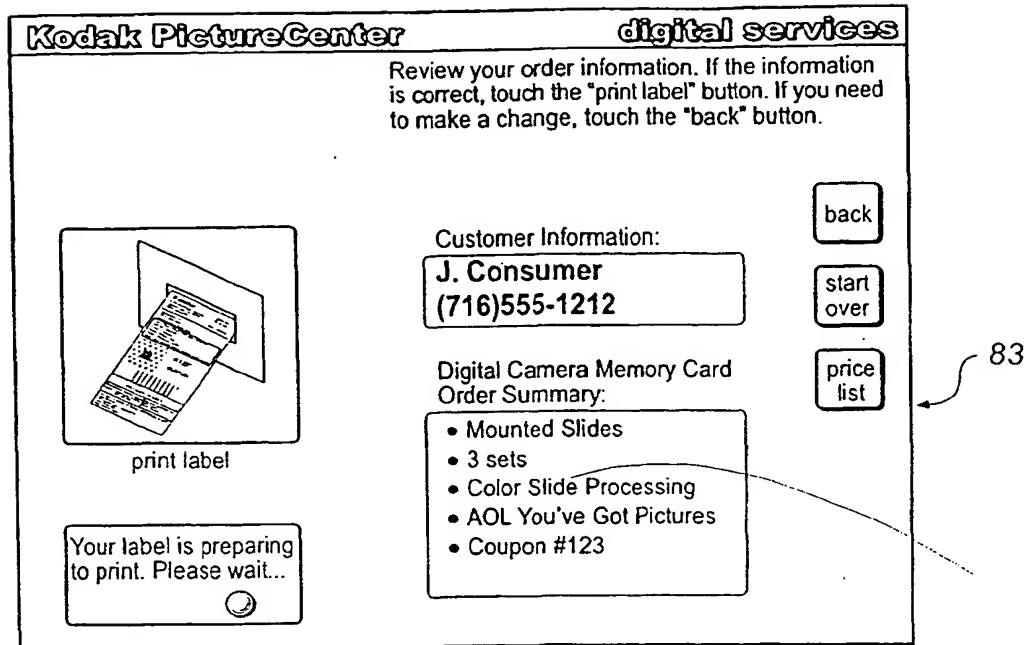 Kodak PictureCenter digital services
Review your order information. If the information
is correct, touch the "print label" button. If you need
to make a change, touch the "back" button.
back
start
over
price
list
83
Customer Information:
J. Consumer
(716)555-1212
Digital Camera Memory Card
Order Summary:
• Mounted Slides
• 3 sets
• Color Slide Processing
• AOL You've Got Pictures
• Coupon #123
print label
Your label is preparing
to print. Please wait...